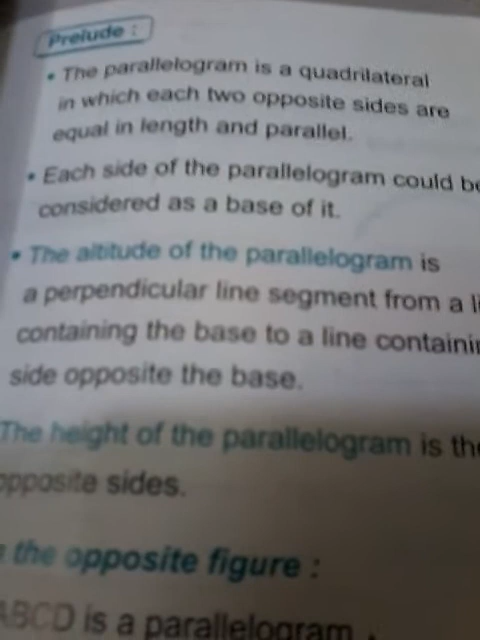 Prelude :
• The parallelogram is a quadrilateral
in which each two opposite sides are
equal in length and parallel.
• Each side of the parallelogram could be
considered as a base of it.
• The altitude of the parallelogram is
a perpendicular line segment from a
containing the base to a line
side opposite the base.
The height of the parallelogram is the
opposite sides.
the opposite figure :
ABCD is a parallelogram